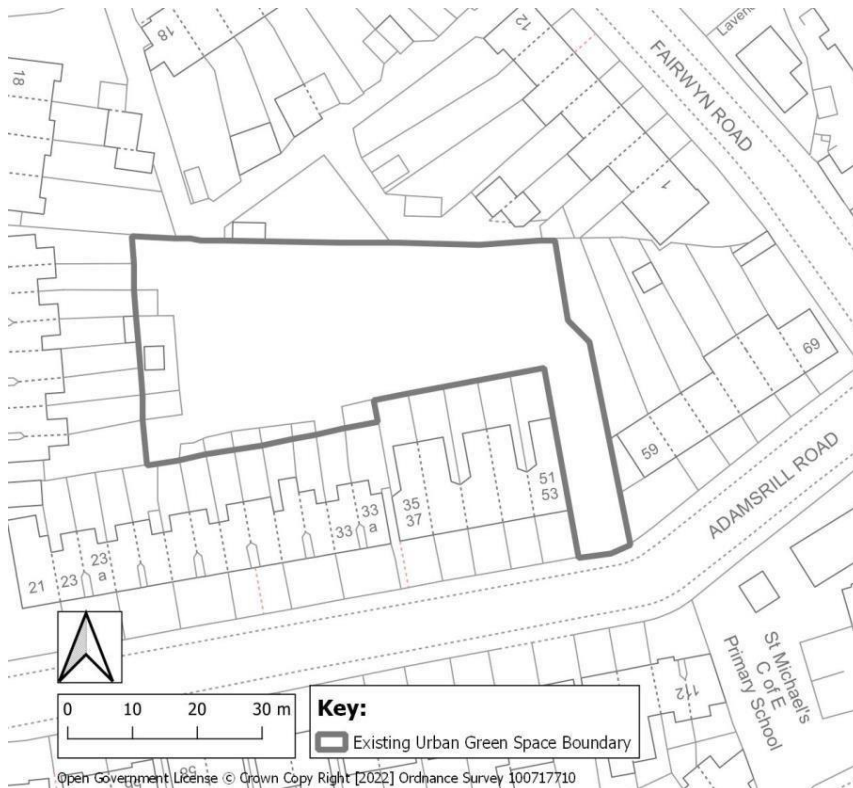 18
12
Laven
FAIRWYN ROAD
18
1
69
59
51
53
35
37
33
a
33
23
a
23
21
ADAMSRILL ROAD
St Michael's
C of E
Primary School
112
0 10 20 30 m
Key:
Existing Urban Green Space Boundary
58
Open Government License © Crown Copy Right [2022] Ordnance Survey 100717710